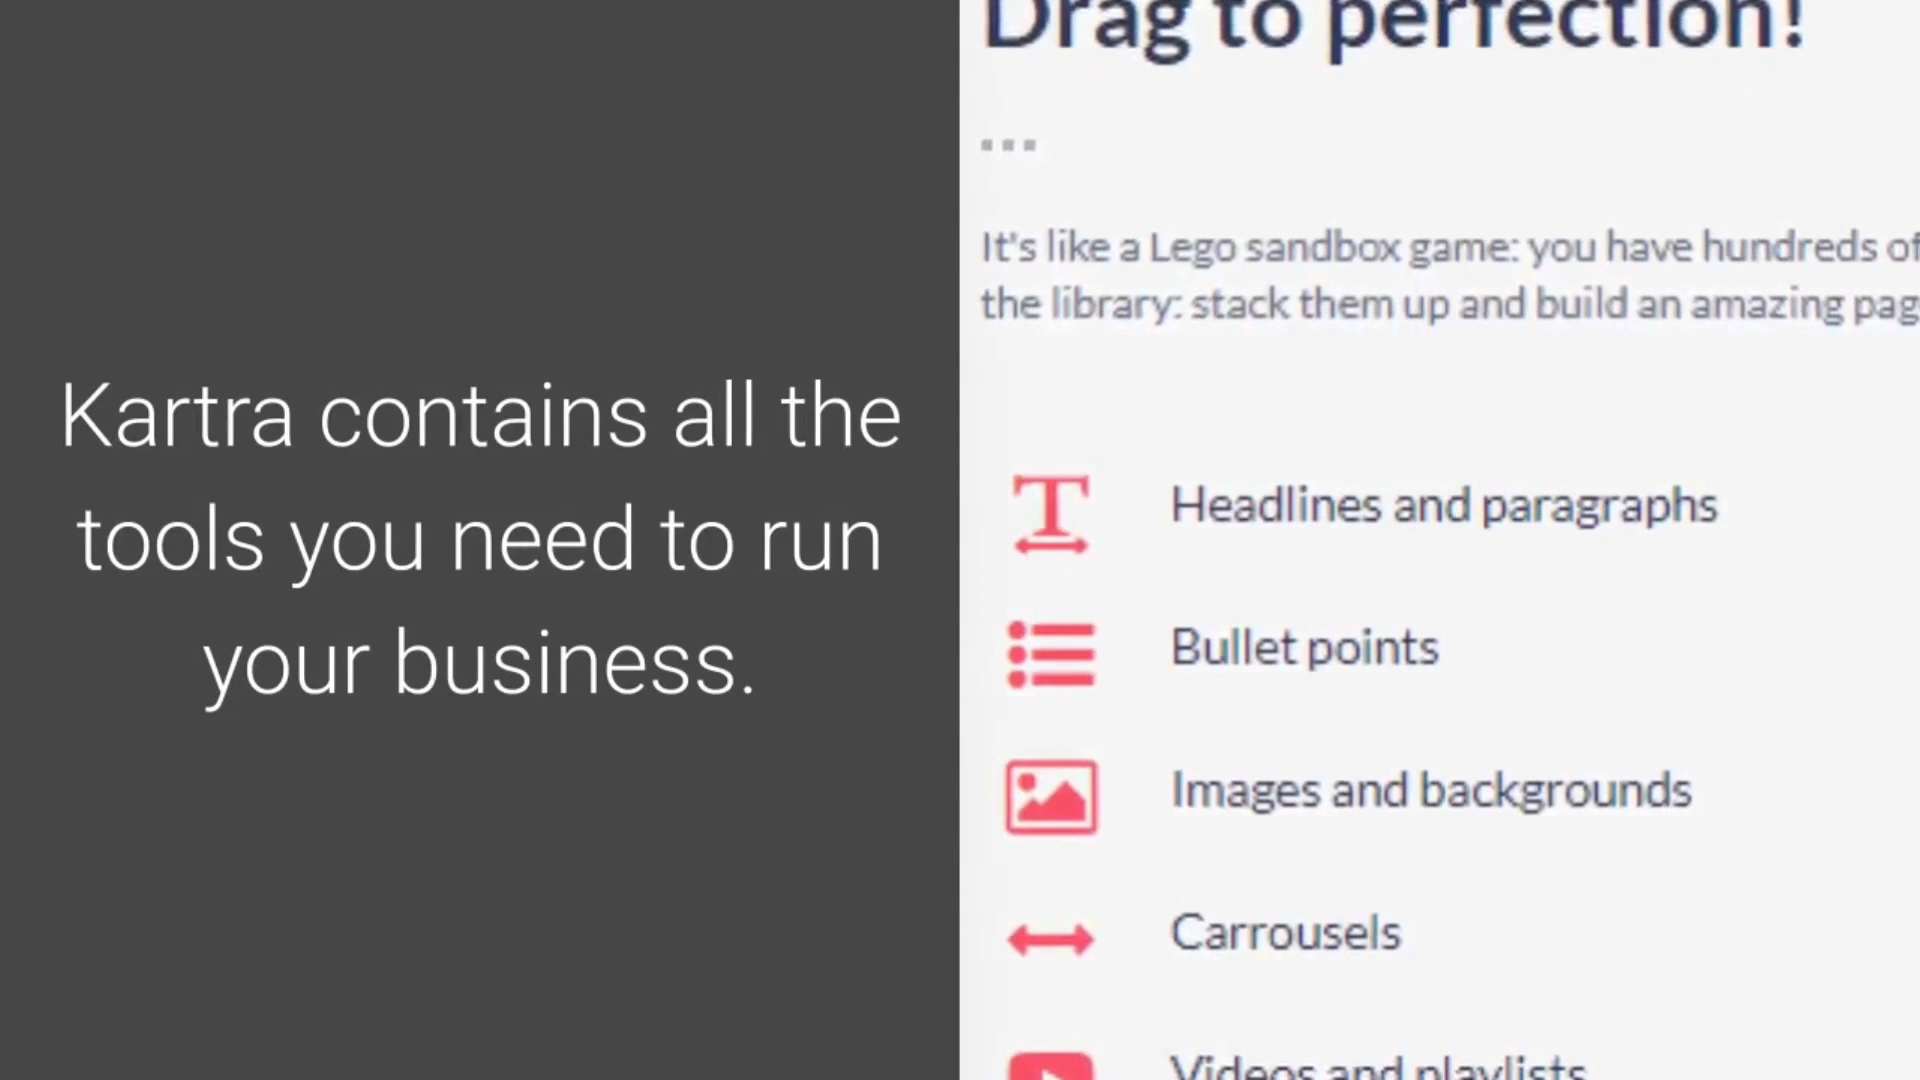 Kartra contains all the
tools you need to run
your business.
Drag to perfection!
It's like a Lego sandbox game: you have hundreds of
the library: stack them up and build an amazing pag
Headlines and paragraphs
Bullet points
Images and backgrounds
Carrousels
Videos and playlists